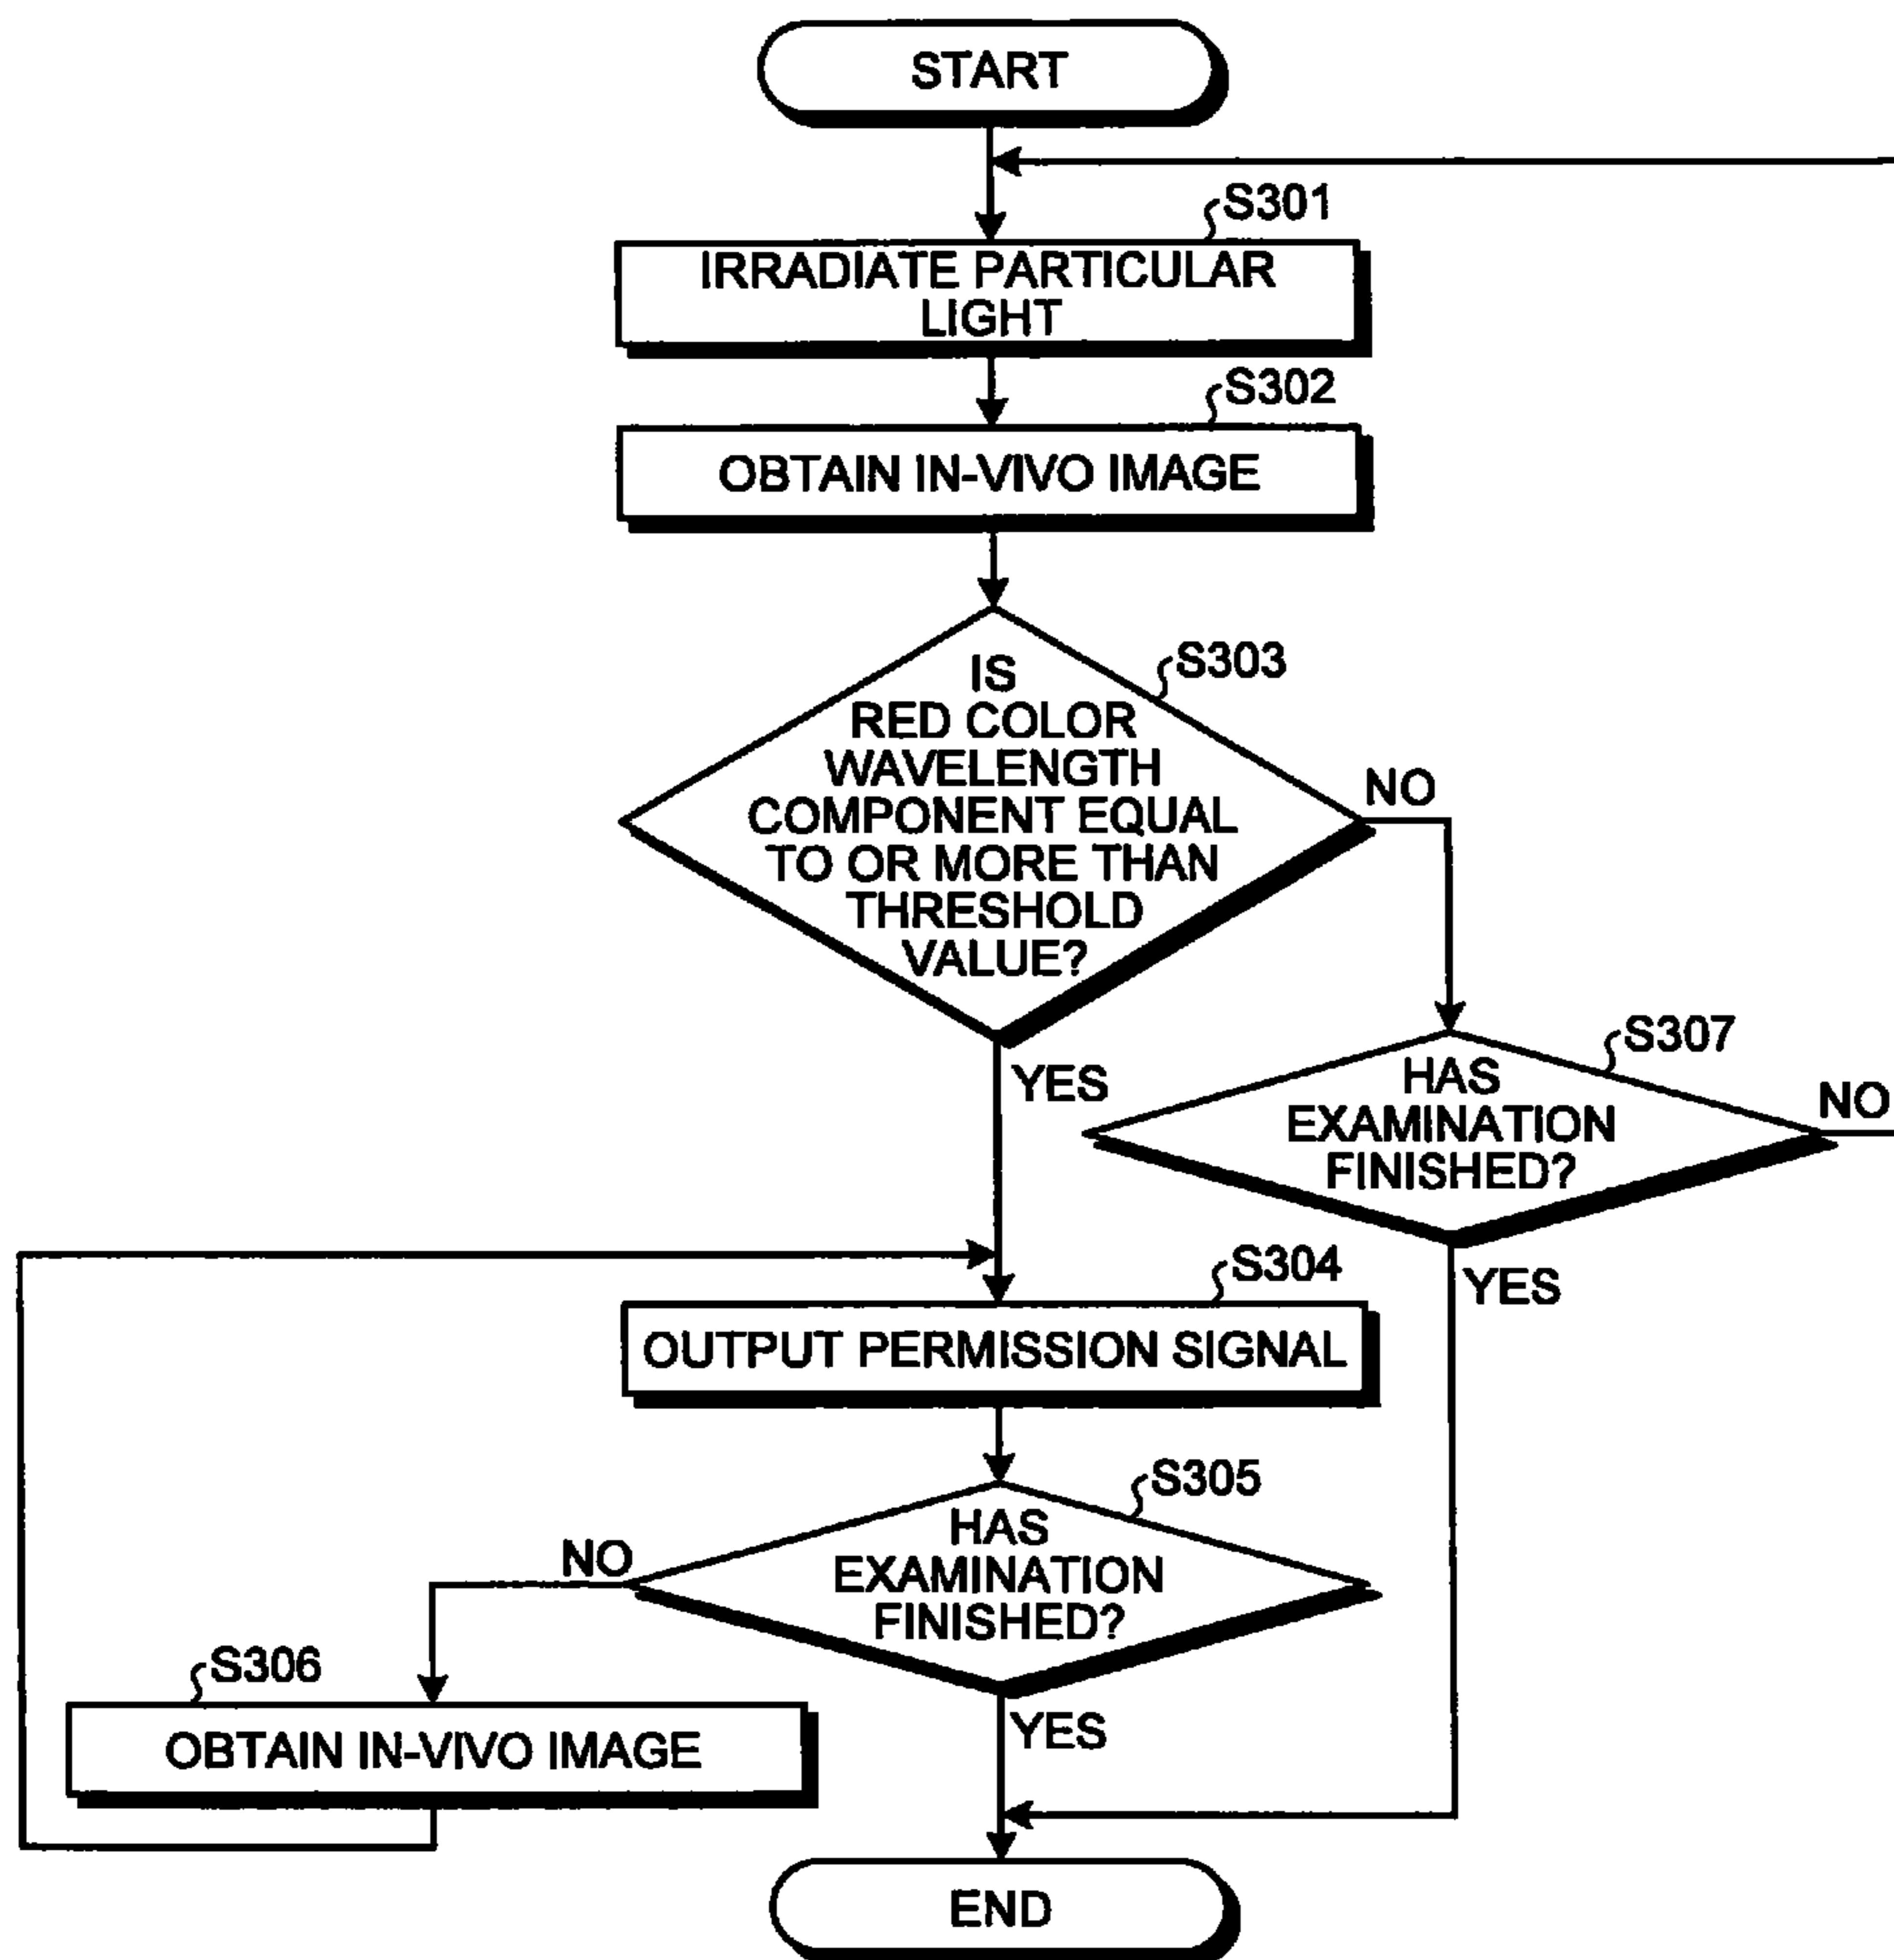 START
S301
IRRADIATE PARTICULAR
LIGHT
S302
OBTAIN IN-VIVO IMAGE
S303
IS
RED COLOR
WAVELENGTH
COMPONENT EQUAL
TO OR MORE THAN
THRESHOLD
VALUE?
NO
YES
S307
HAS
EXAMINATION
FINISHED?
NO
YES
S304
OUTPUT PERMISSION SIGNAL
S305
HAS
EXAMINATION
FINISHED?
NO
YES
S306
OBTAIN IN-VIVO IMAGE
END